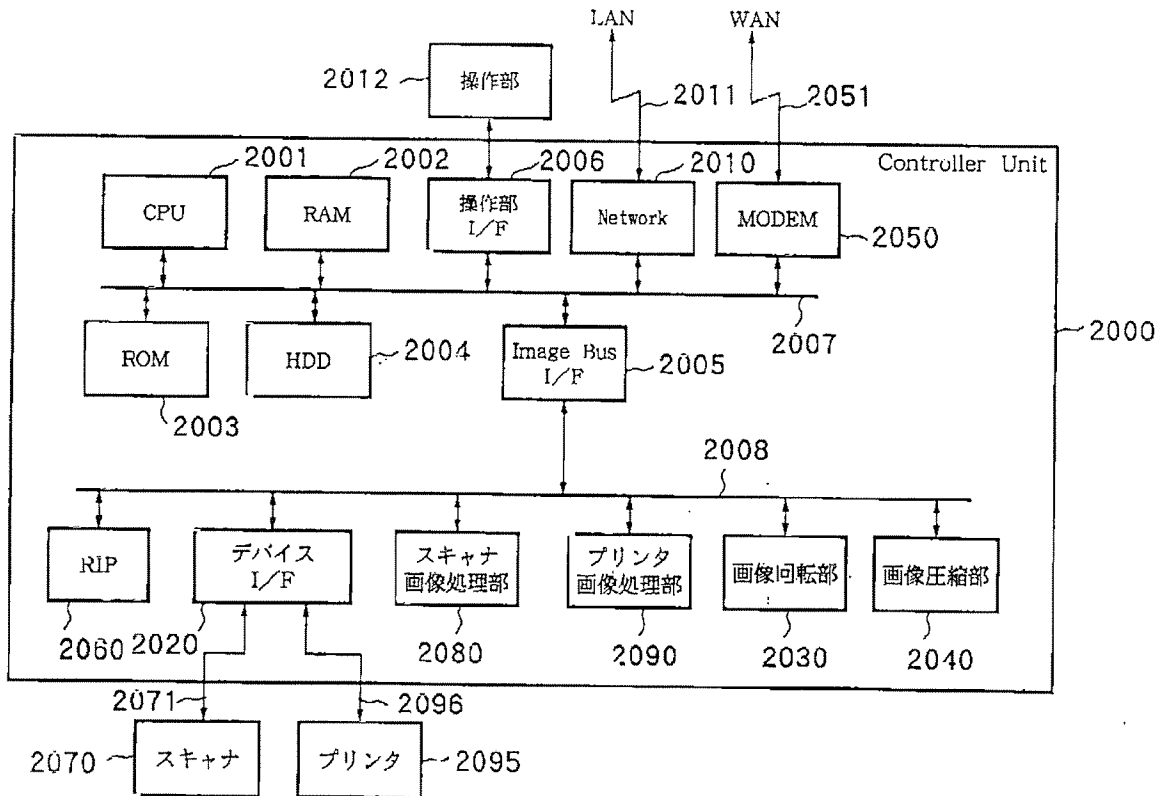 LAN
WAN
2012
操作部
2011
2051
2001
2002
2006
2010
Controller Unit
CPU
RAM
操作部
I/F
Network
MODEM
2050
ROM
HDD
2004
Image Bus
I/F
2005
2007
2000
2003
2008
RIP
デバイス
I/F
スキャナ
画像処理部
プリンタ
画像処理部
画像回転部
画像圧縮部
2060
2020
2080
2090
2030
2040
2071
2096
2070
スキャナ
プリンタ
2095